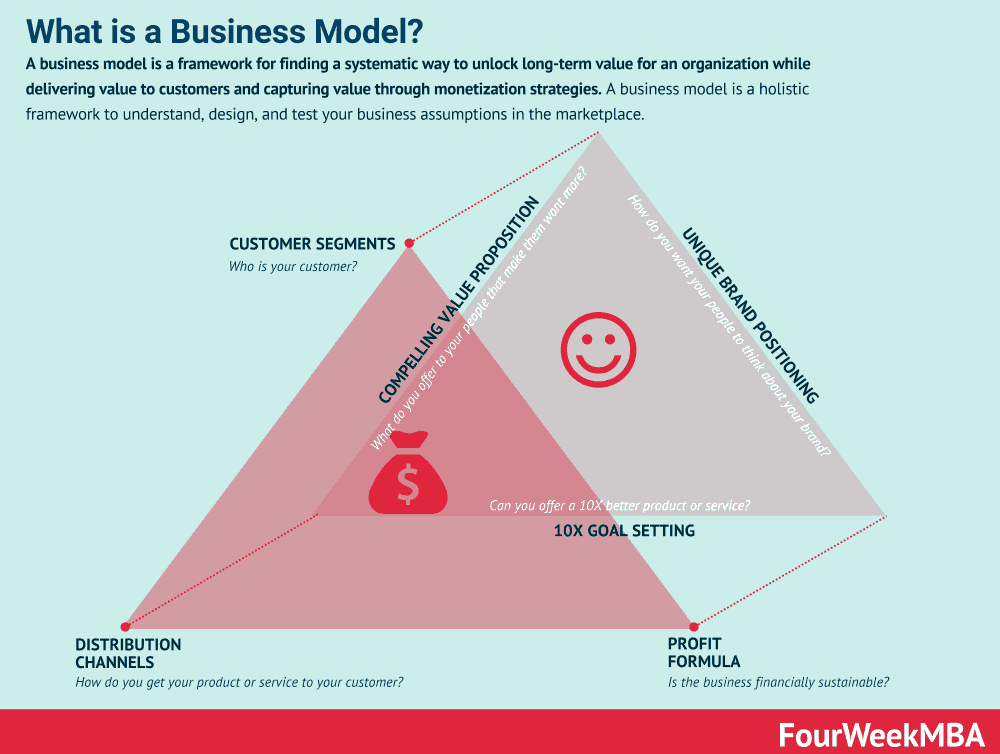 What is a Business Model?
A business model is a framework for finding a systematic way to unlock long-term value for an organization while
delivering value to customers and capturing value through monetization strategies. A business model is a holistic
framework to understand, design, and test your business assumptions in the marketplace.
CUSTOMER SEGMENTS
Who is your customer?
COMPELLING VALUE PROPOSITION
What do you offer to your people that make them want more?
UNIQUE BRAND POSITIONING
How do you want your people to think about your brand?
$
Can you offer a 10X better product or service?
10X GOAL SETTING
DISTRIBUTION
CHANNELS
How do you get your product or service to your customer?
PROFIT
FORMULA
Is the business financially sustainable?
FourWeekMBA